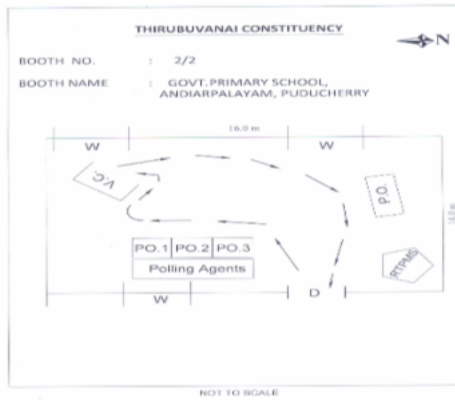 THIRUBUVANAI CONSTITUENCY
N
BOOTH NO. : 2/2
BOOTH NAME : GOVT.PRIMARY SCHOOL,
ANDIARPALAYAM, PUDUCHERRY
16.0 m
W
W
V.C.
P.O.
PO.1 PO.2 PO.3
Polling Agents
RTPMS
W
D
NOT TO SCALE